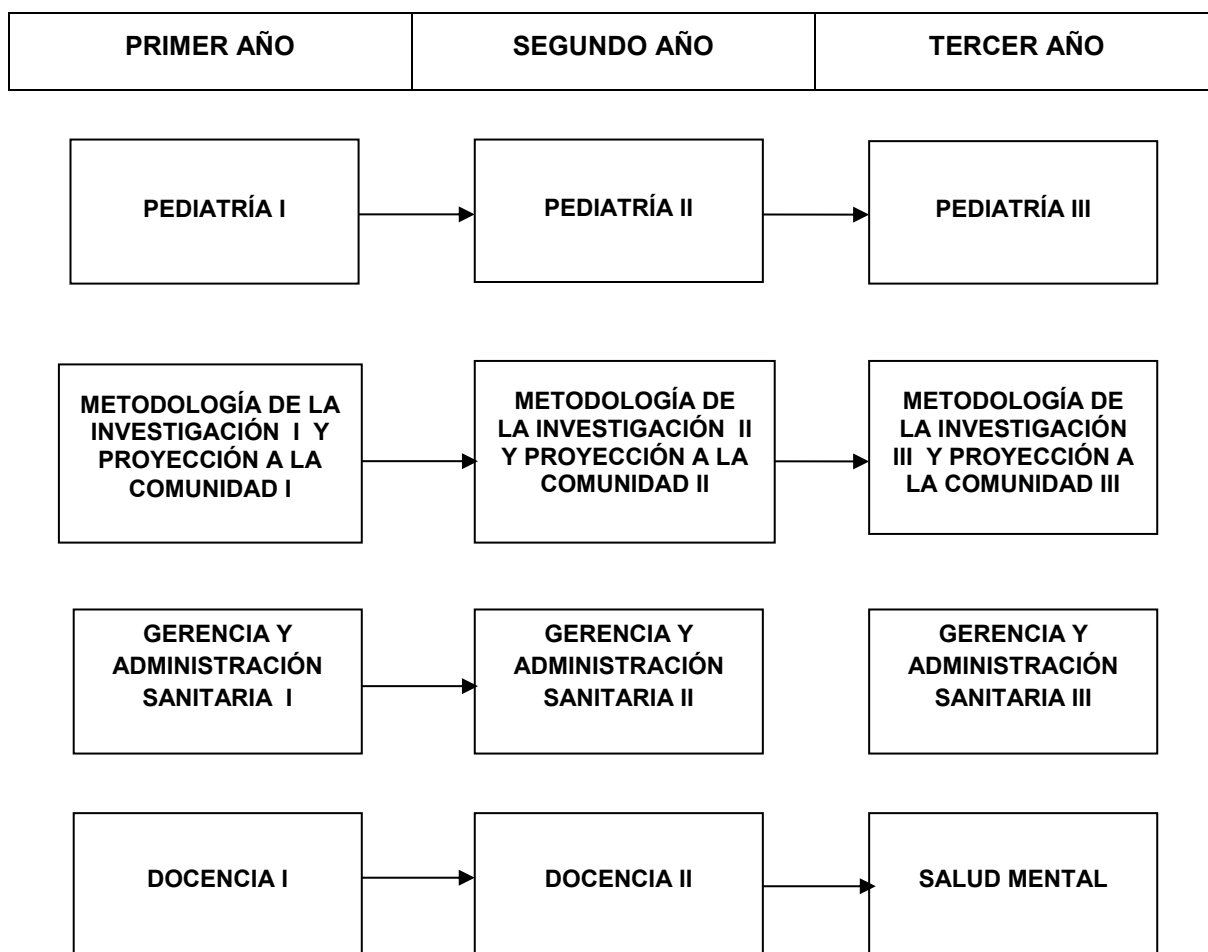 PRIMER AÑO
SEGUNDO AÑO
TERCER AÑO
PEDIATRÍA I
PEDIATRÍA II
PEDIATRÍA III
METODOLOGÍA DE LA
INVESTIGACIÓN I Y
PROYECCIÓN A LA
COMUNIDAD I
METODOLOGÍA DE
LA INVESTIGACIÓN II
Y PROYECCIÓN A LA
COMUNIDAD II
METODOLOGÍA DE
LA INVESTIGACIÓN
III Y PROYECCIÓN A
LA COMUNIDAD III
GERENCIA Y
ADMINISTRACIÓN
SANITARIA I
GERENCIA Y
ADMINISTRACIÓN
SANITARIA II
GERENCIA Y
ADMINISTRACIÓN
SANITARIA III
DOCENCIA I
DOCENCIA II
SALUD MENTAL